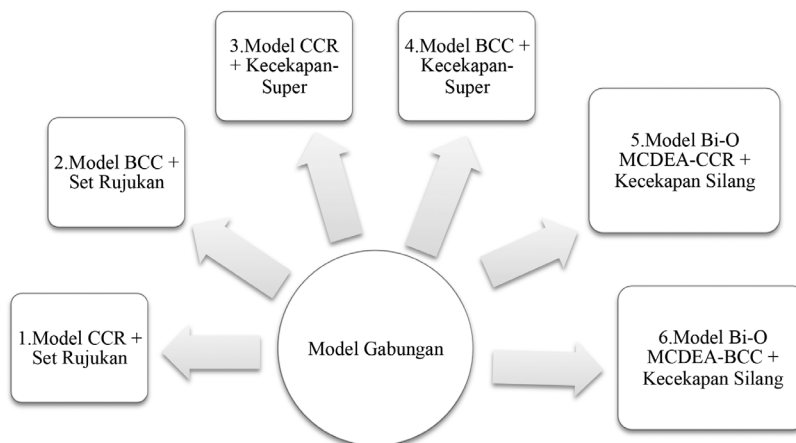 1.Model CCR +
Set Rujukan
2.Model BCC +
Set Rujukan
3.Model CCR
+ Kecekapan-
Super
4.Model BCC +
Kecekapan-
Super
5.Model Bi-O
MCDEA-CCR +
Kecekapan Silang
6.Model Bi-O
MCDEA-BCC +
Kecekapan Silang
Model Gabungan